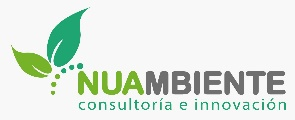 NUAMBIENTE
consultoría e innovación